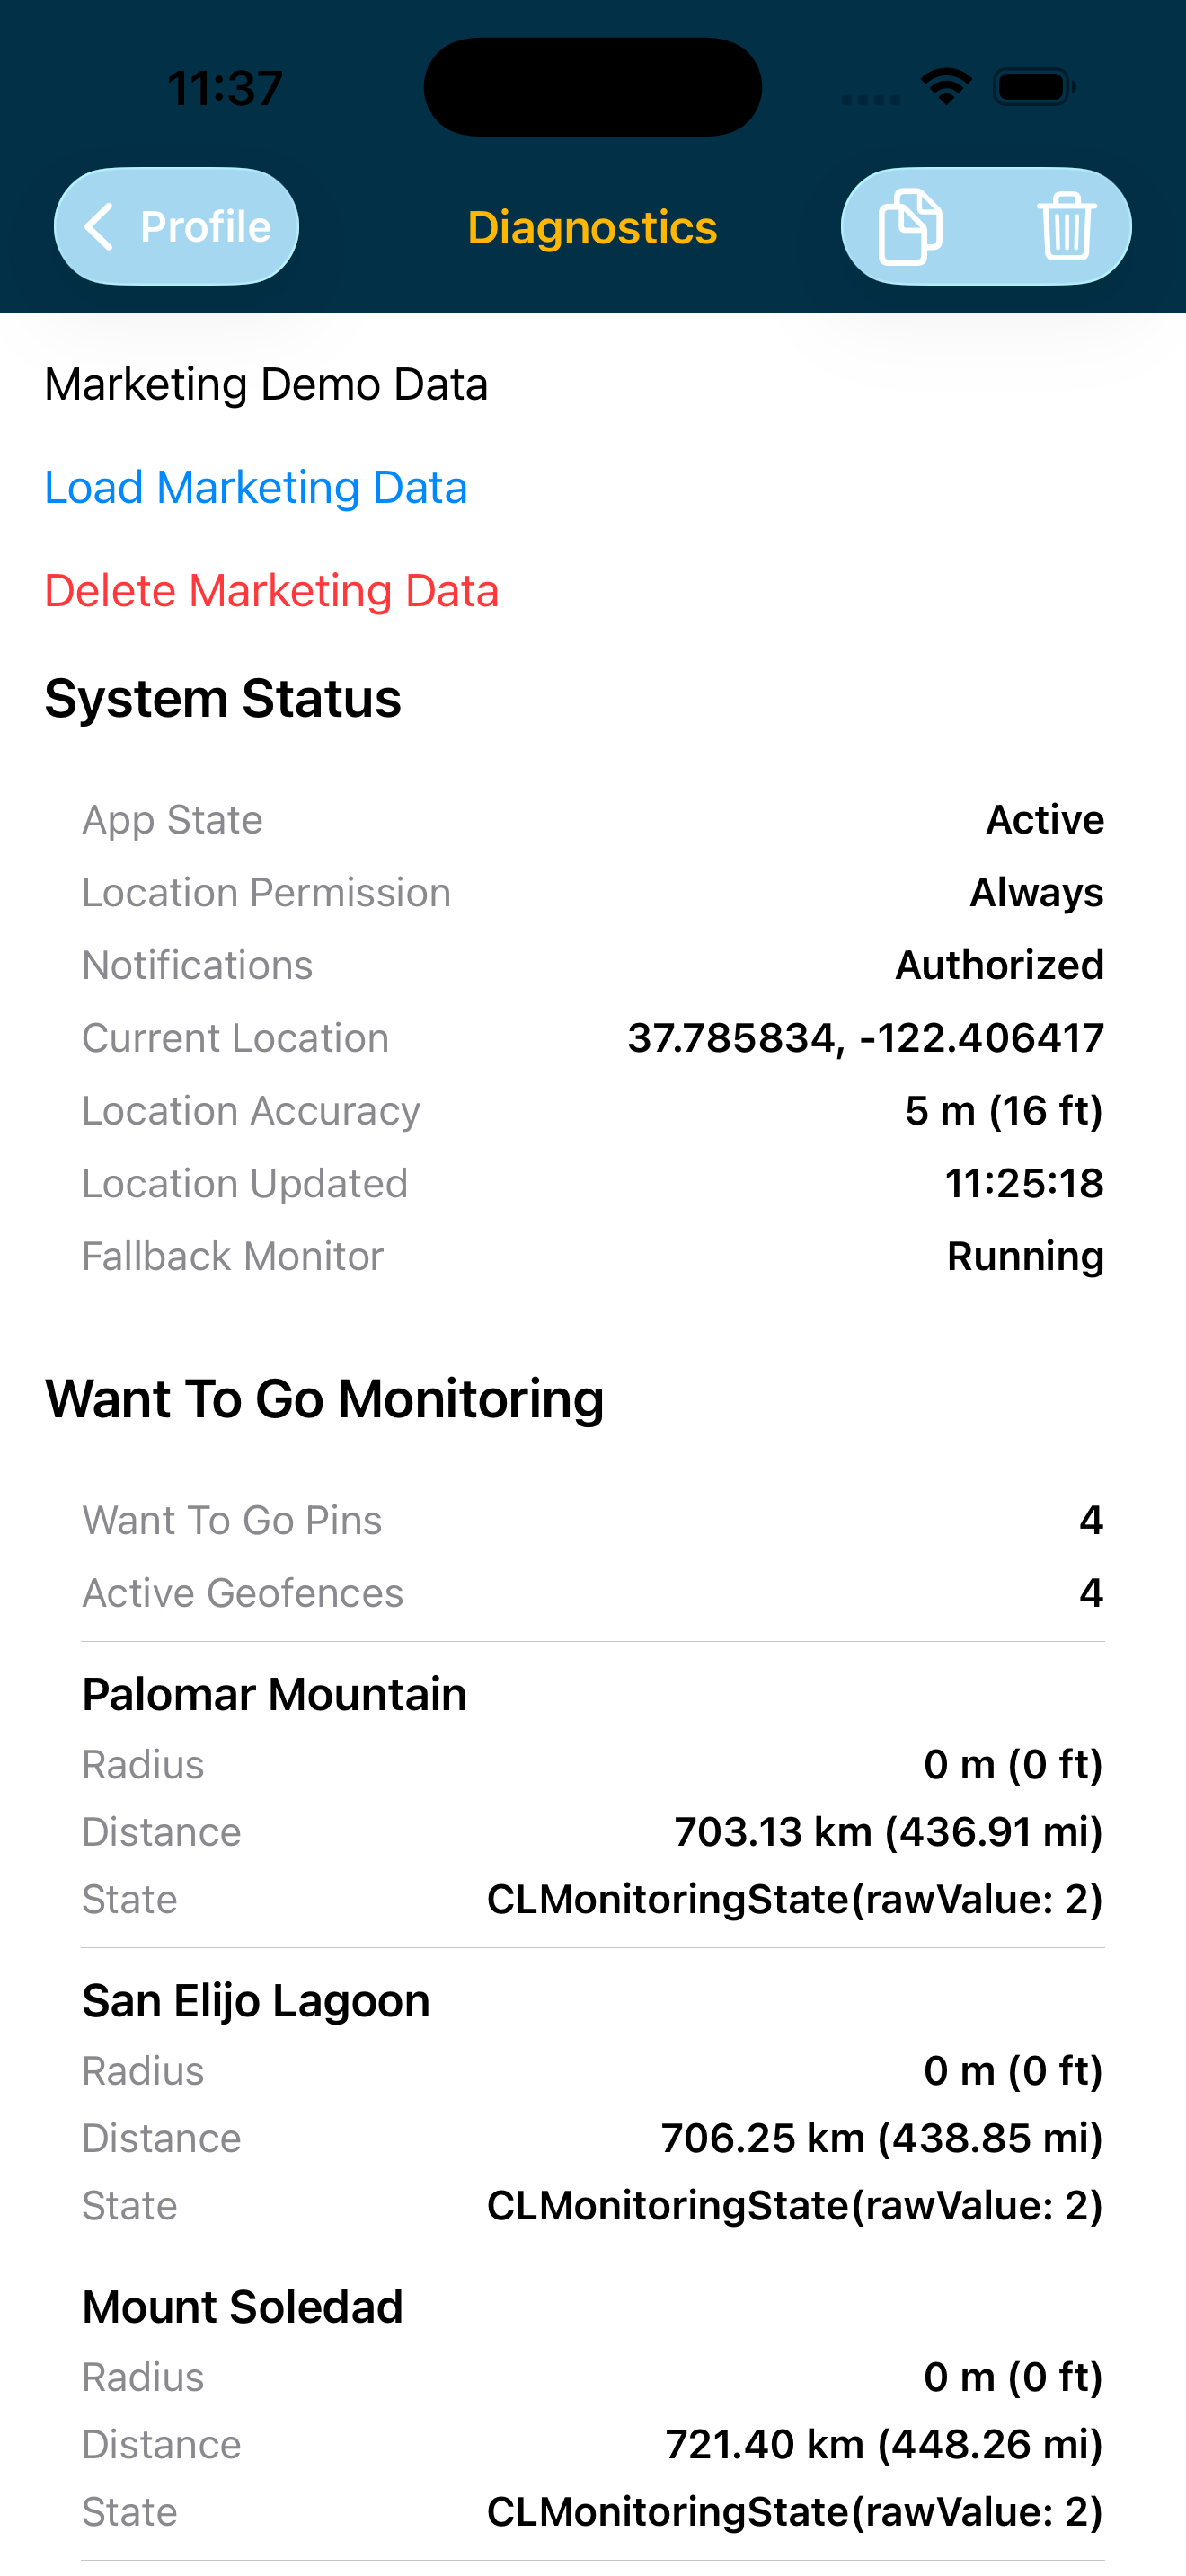 11:37
Profile
Diagnostics
Marketing Demo Data
Load Marketing Data
Delete Marketing Data
System Status
App State Active
Location Permission Always
Notifications Authorized
Current Location 37.785834, -122.406417
Location Accuracy 5 m (16 ft)
Location Updated 11:25:18
Fallback Monitor Running
Want To Go Monitoring
Want To Go Pins 4
Active Geofences 4
Palomar Mountain
Radius 0 m (0 ft)
Distance 703.13 km (436.91 mi)
State CLMonitoringState(rawValue: 2)
San Elijo Lagoon
Radius 0 m (0 ft)
Distance 706.25 km (438.85 mi)
State CLMonitoringState(rawValue: 2)
Mount Soledad
Radius 0 m (0 ft)
Distance 721.40 km (448.26 mi)
State CLMonitoringState(rawValue: 2)